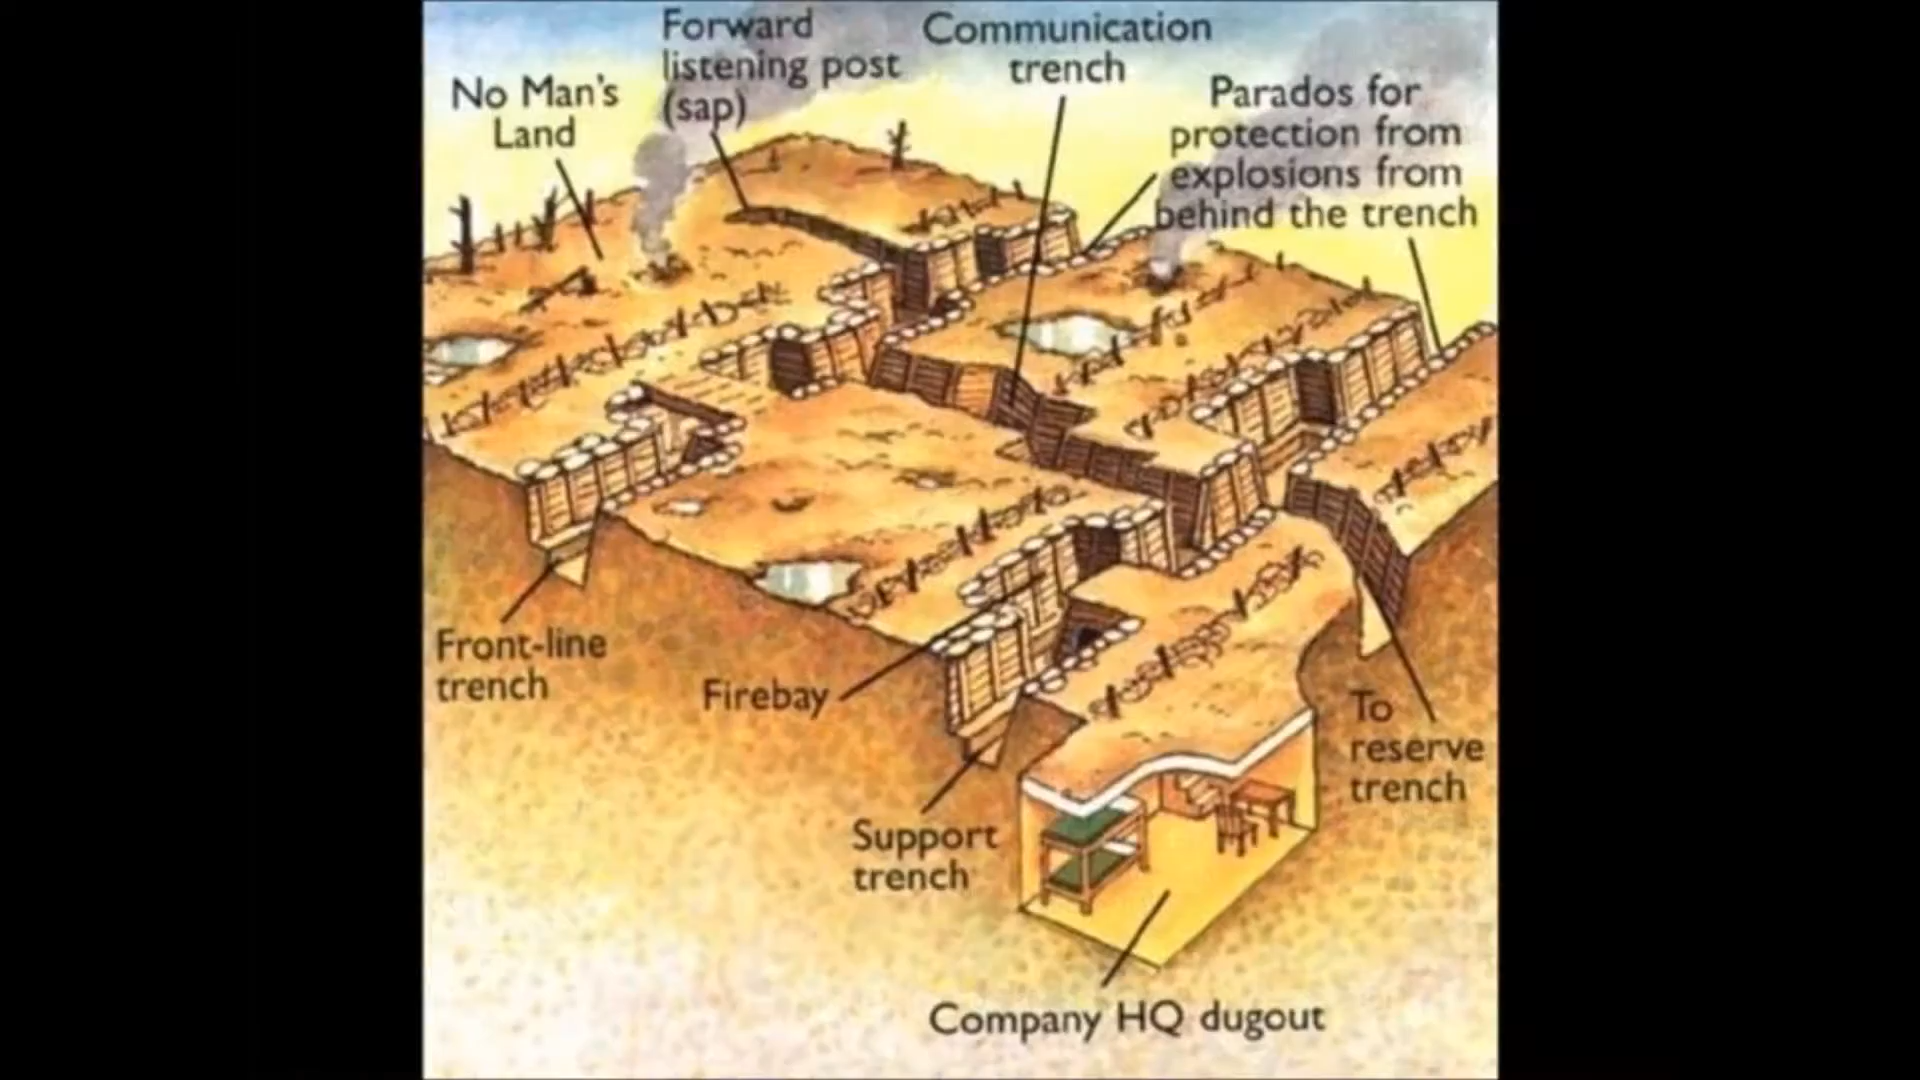 Forward
listening post
(sap)
Communication
trench
No Man's
Land
Parados for
protection from
explosions from
behind the trench
Front-line
trench
Firebay
To
reserve
trench
Support
trench
Company HQ dugout